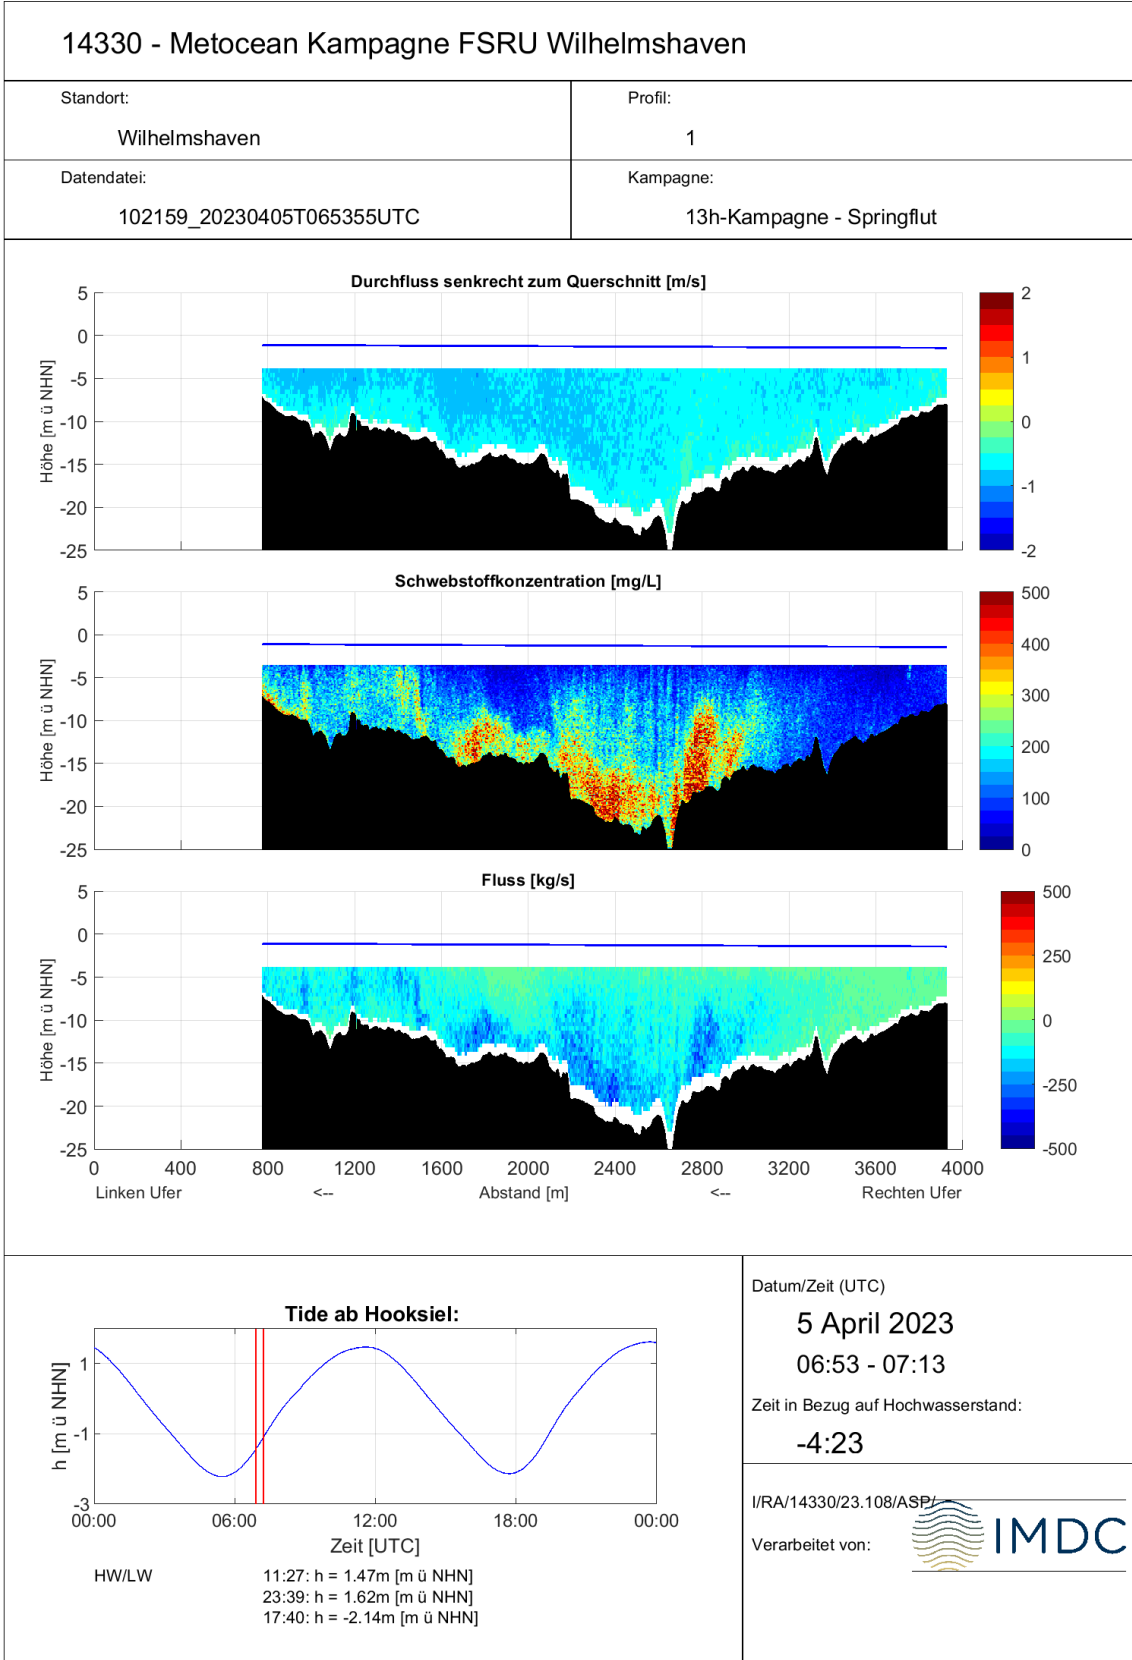 14330 - Metocean Kampagne FSRU Wilhelmshaven
Standort:
Wilhelmshaven
Profil:
1
Datendatei:
102159_20230405T065355UTC
Kampagne:
13h-Kampagne - Springflut
Durchfluss senkrecht zum Querschnitt [m/s]
Höhe [m ü NHN]
5
0
-5
-10
-15
-20
-25
2
1
0
-1
-2
Schwebstoffkonzentration [mg/L]
Höhe [m ü NHN]
5
0
-5
-10
-15
-20
-25
500
400
300
200
100
0
Fluss [kg/s]
Höhe [m ü NHN]
5
0
-5
-10
-15
-20
-25
500
250
0
-250
-500
0 400 800 1200 1600 2000 2400 2800 3200 3600 4000
Linken Ufer <-- Abstand [m] <-- Rechten Ufer
Tide ab Hooksiel:
h [m ü NHN]
1
-1
-3
00:00 06:00 12:00 18:00 00:00
Zeit [UTC]
HW/LW
11:27: h = 1.47m [m ü NHN]
23:39: h = 1.62m [m ü NHN]
17:40: h = -2.14m [m ü NHN]
Datum/Zeit (UTC)
5 April 2023
06:53 - 07:13
Zeit in Bezug auf Hochwasserstand:
-4:23
I/RA/14330/23.108/ASP/
Verarbeitet von:
IMDC